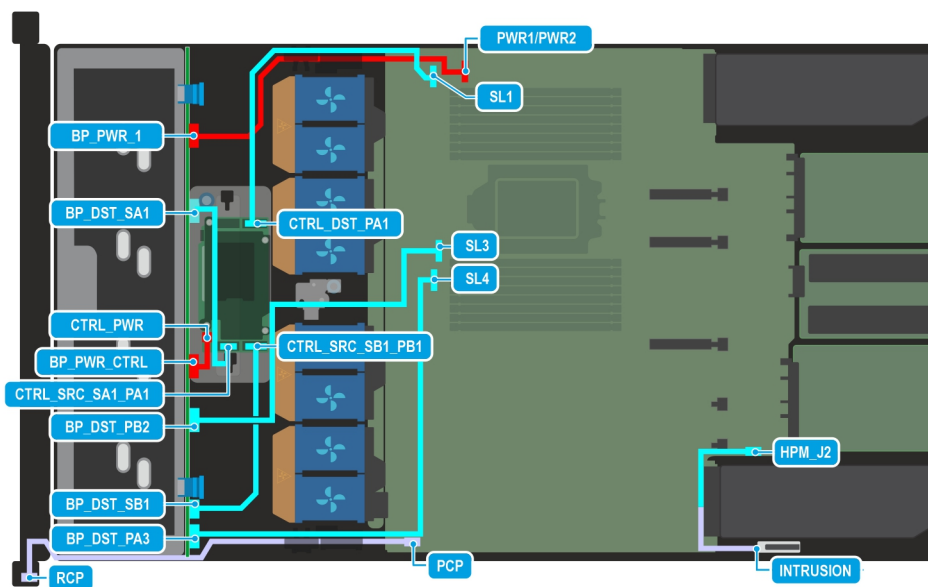 PWR1/PWR2
SL1
BP_PWR_1
BP_DST_SA1
CTRL_DST_PA1
SL3
SL4
CTRL_PWR
CTRL_SRC_SB1_PB1
BP_PWR_CTRL
CTRL_SRC_SA1_PA1
BP_DST_PB2
HPM_J2
BP_DST_SB1
BP_DST_PA3
PCP
INTRUSION
RCP